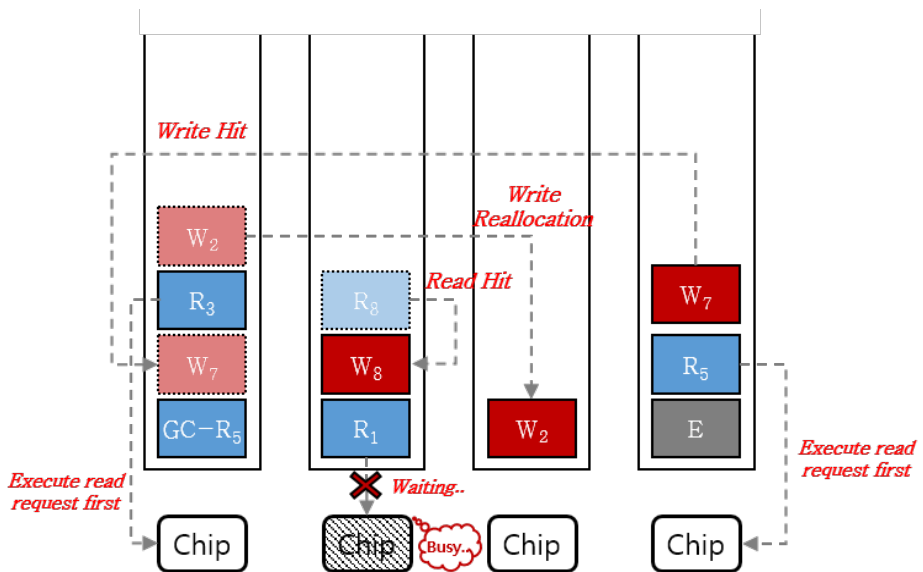 Write Hit
Write
Reallocation
W2
R3
W7
GC-R5
Read Hit
R8
W8
R1
W2
W7
R5
E
Execute read
request first
Waiting..
Execute read
request first
Chip
Chip
Busy..
Chip
Chip